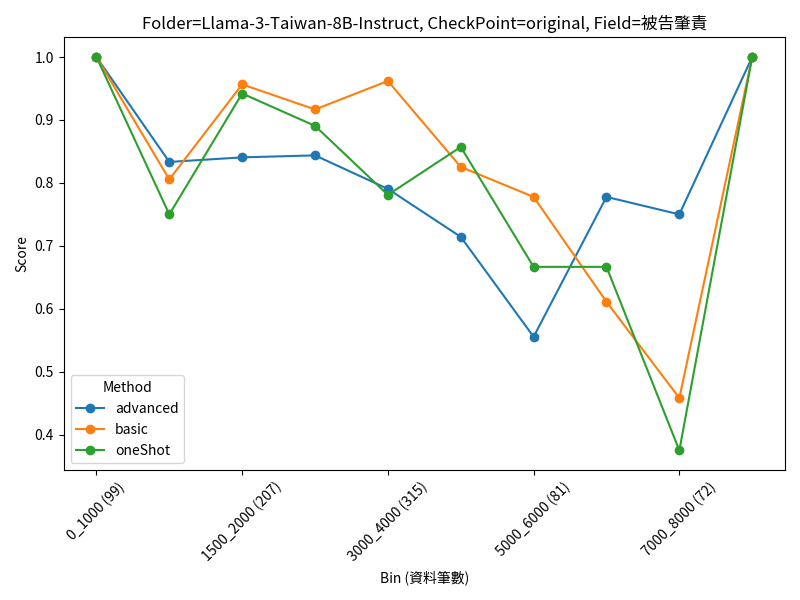 Folder=Llama-3-Taiwan-8B-Instruct, CheckPoint=original, Field=被告肇責
1.0
0.9
0.8
0.7
0.6
0.5
0.4
Score
Method
advanced
basic
oneShot
0_1000 (99)
1500_2000 (207)
3000_4000 (315)
5000_6000 (81)
7000_8000 (72)
Bin (資料筆數)